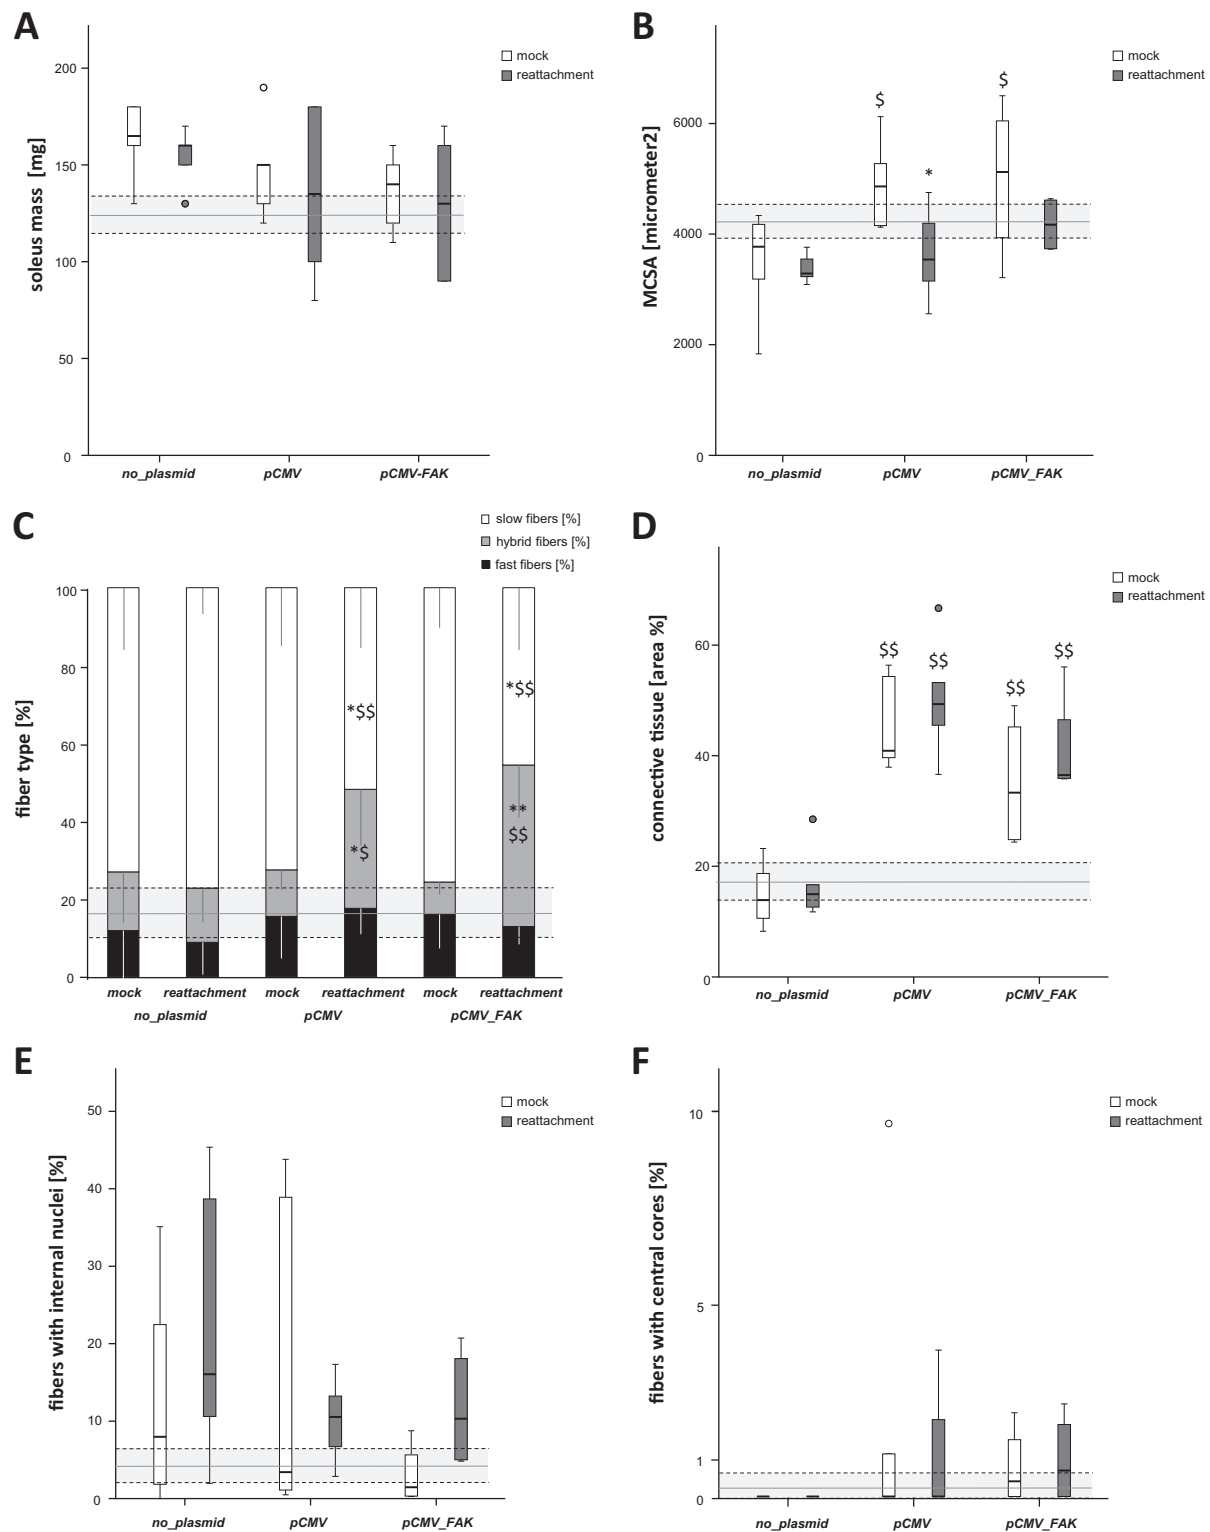 A
mock
reattachment
200
150
100
50
0
soleus mass [mg]
no_plasmid pCMV pCMV-FAK
B
mock
reattachment
$ $
*
6000
4000
2000
0
MCSA [micrometer2]
no_plasmid pCMV pCMV_FAK
C
slow fibers [%]
hybrid fibers [%]
fast fibers [%]
100
80
60
40
20
0
fiber type [%]
*$$
*$$
*$
**
$$
mock reattachment mock reattachment mock reattachment
no_plasmid pCMV pCMV_FAK
D
mock
reattachment
60
40
20
0
connective tissue [area %]
$$ $$ $$ $$
no_plasmid pCMV pCMV_FAK
E
mock
reattachment
50
40
30
20
10
0
fibers with internal nuclei [%]
no_plasmid pCMV pCMV_FAK
F
mock
reattachment
10
5
1
0
fibers with central cores [%]
no_plasmid pCMV pCMV_FAK